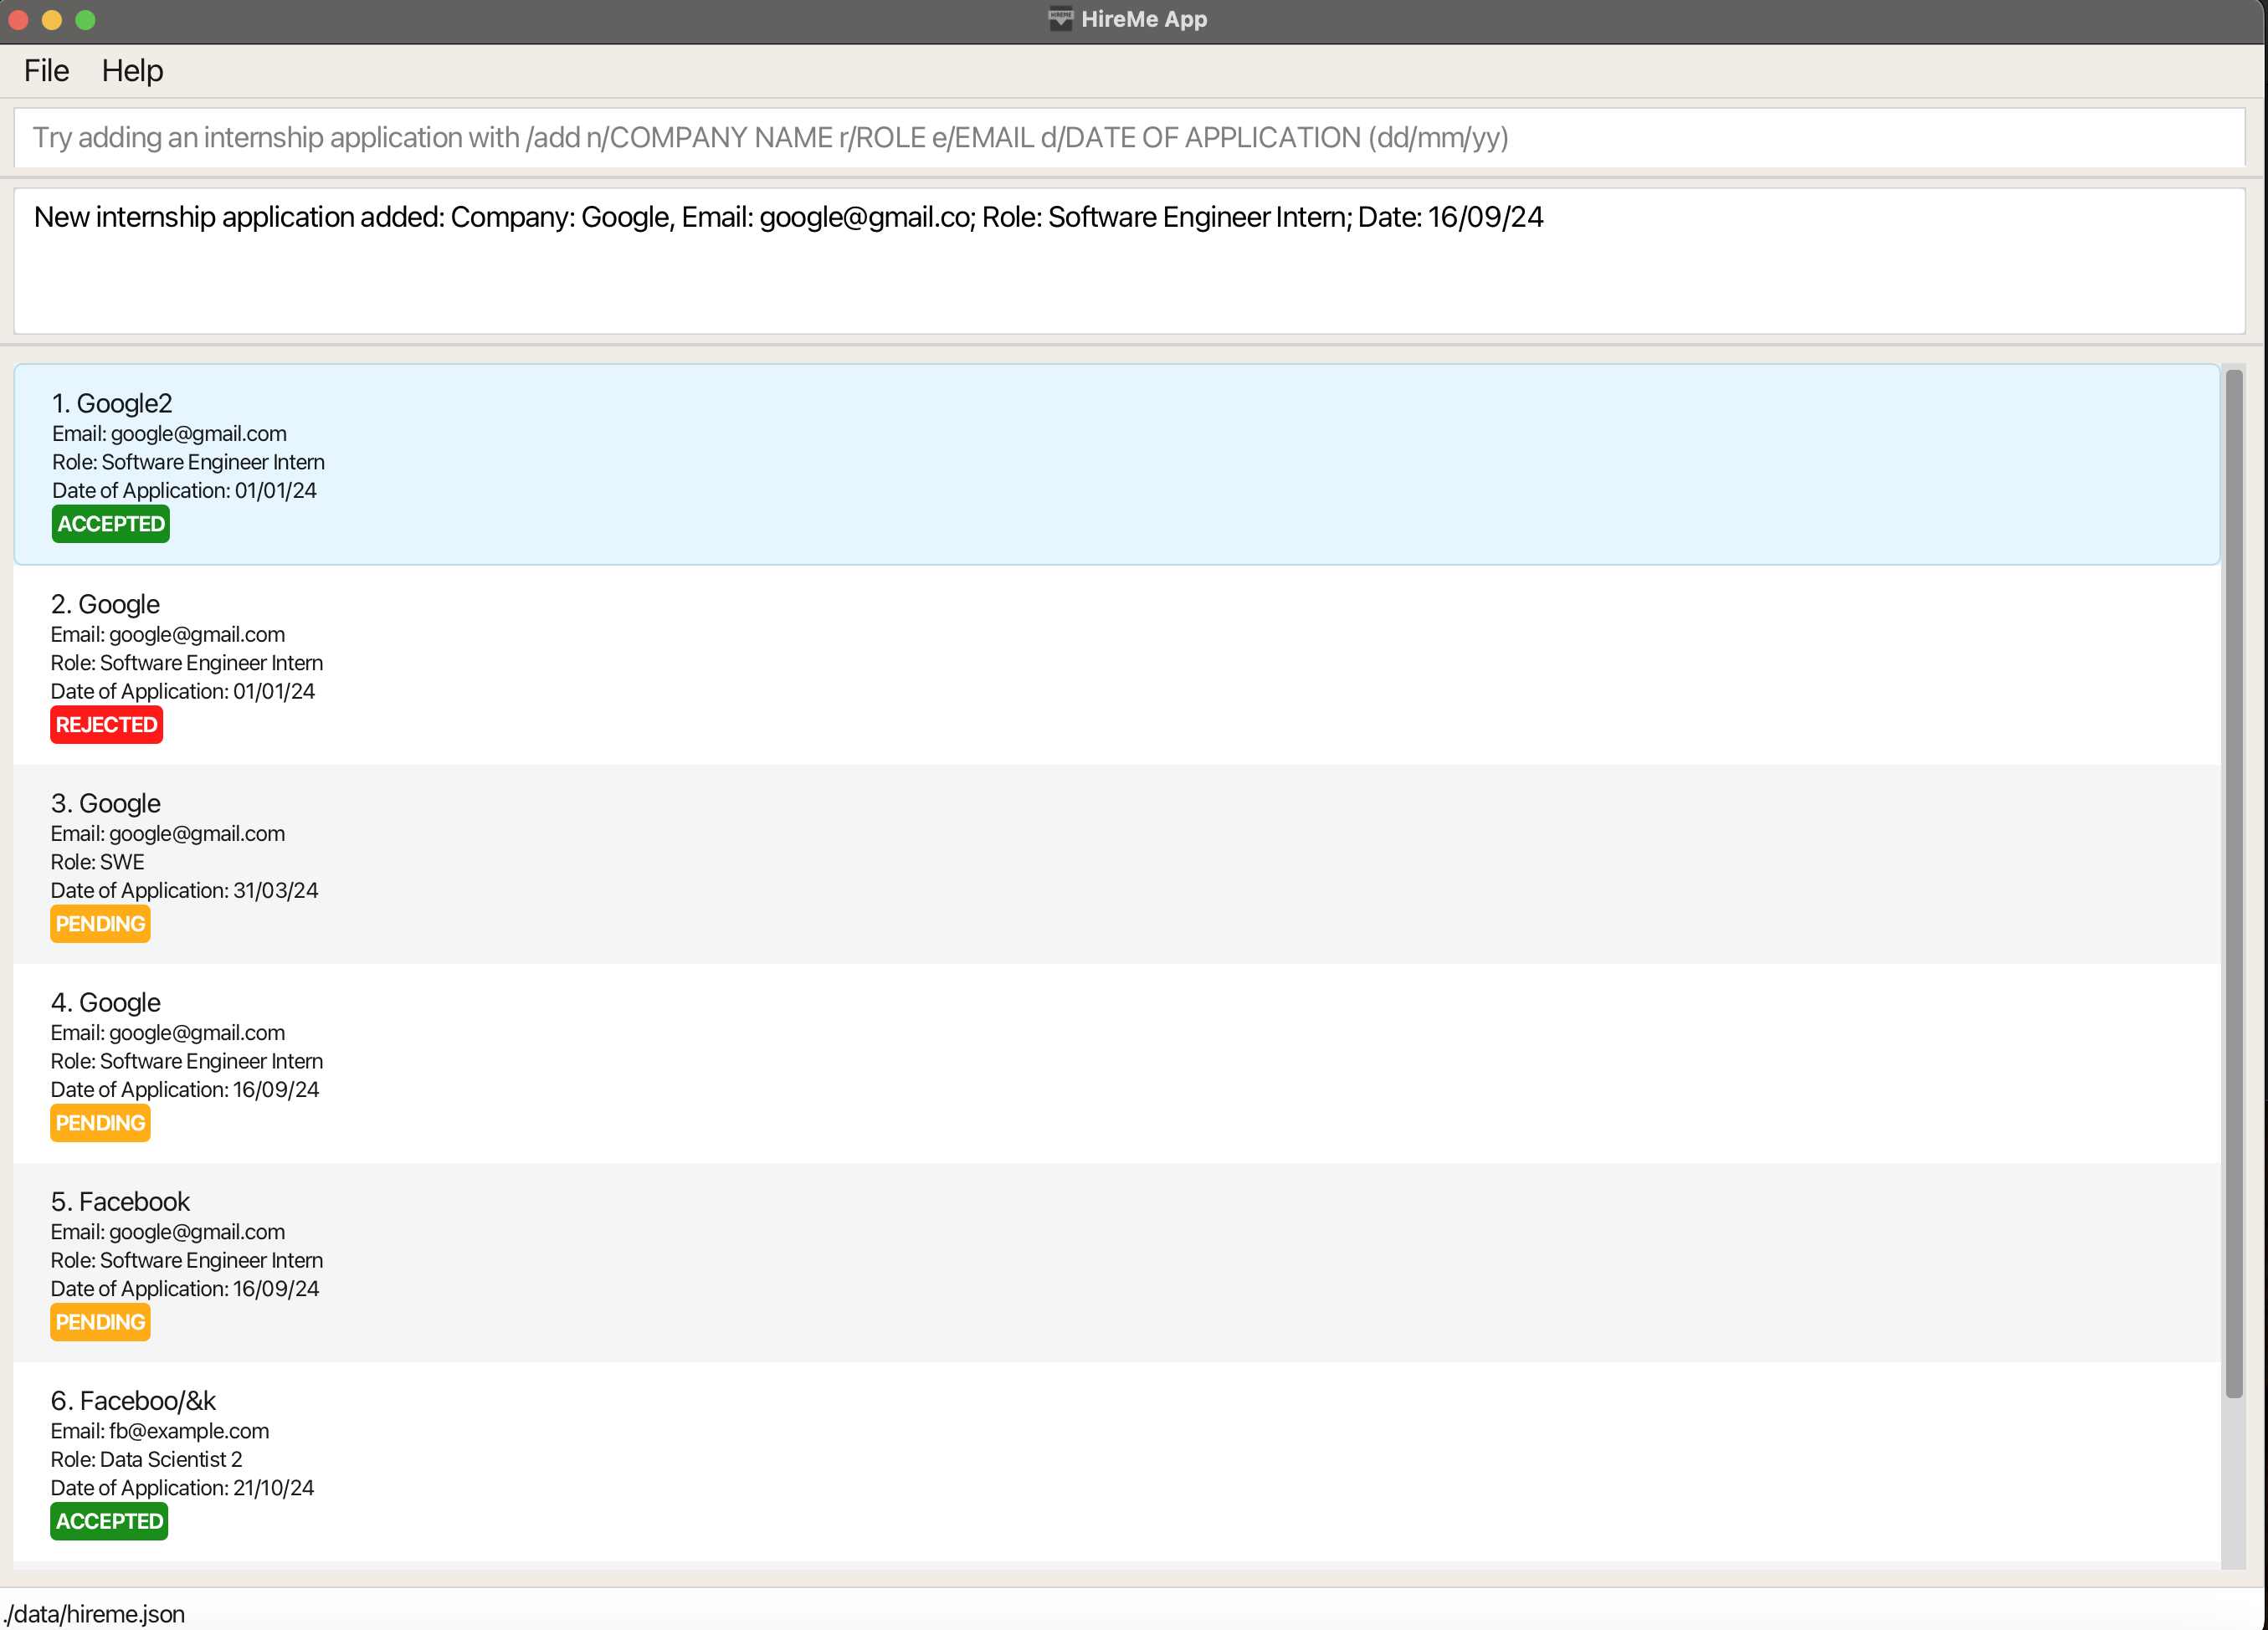 HIREME HireMe App
File Help
Try adding an internship application with /add n/COMPANY NAME r/ROLE e/EMAIL d/DATE OF APPLICATION (dd/mm/yy)
New internship application added: Company: Google, Email: google@gmail.co; Role: Software Engineer Intern; Date: 16/09/24
1. Google2
Email: google@gmail.com
Role: Software Engineer Intern
Date of Application: 01/01/24
ACCEPTED
2. Google
Email: google@gmail.com
Role: Software Engineer Intern
Date of Application: 01/01/24
REJECTED
3. Google
Email: google@gmail.com
Role: SWE
Date of Application: 31/03/24
PENDING
4. Google
Email: google@gmail.com
Role: Software Engineer Intern
Date of Application: 16/09/24
PENDING
5. Facebook
Email: google@gmail.com
Role: Software Engineer Intern
Date of Application: 16/09/24
PENDING
6. Faceboo/&k
Email: fb@example.com
Role: Data Scientist 2
Date of Application: 21/10/24
ACCEPTED
./data/hireme.json